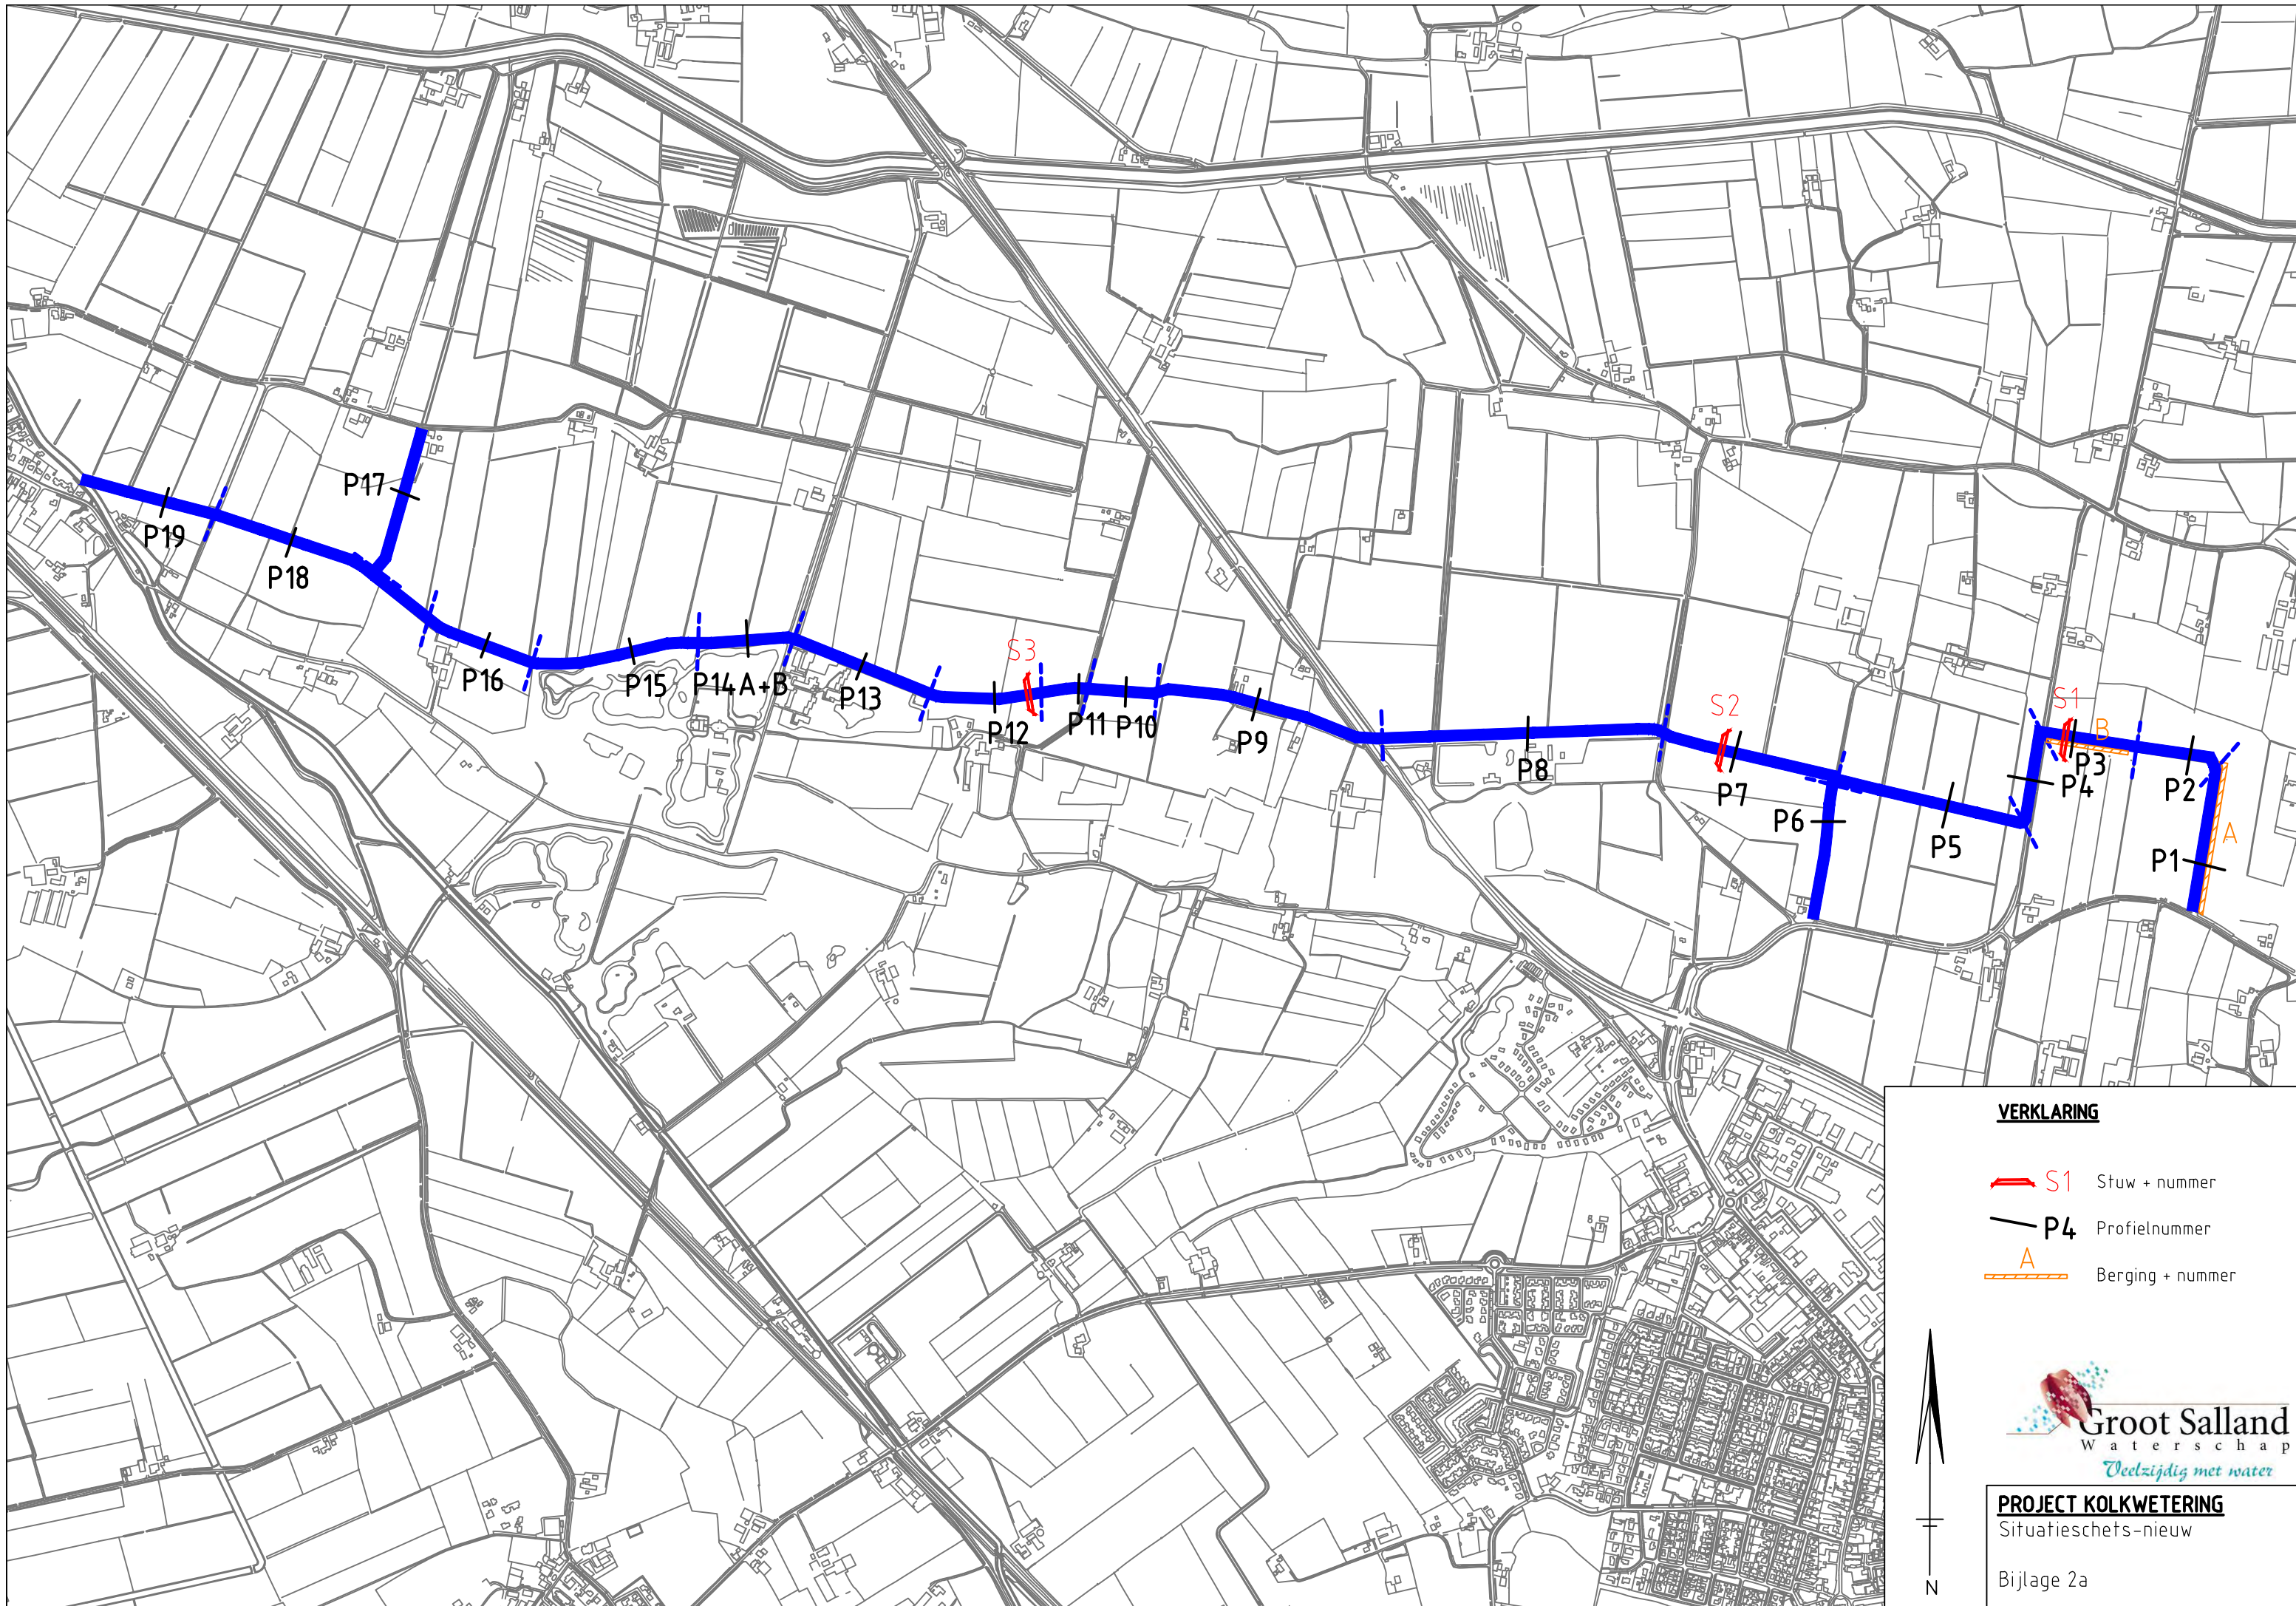 P17
P19
P18
P16
P15
P14A+B
P13
S3
P12
P11
P10
P9
P8
S2
P7
P6
P5
S1
B
P3
P4
P2
A
P1
VERKLARING
S1 Stuw + nummer
P4 Profielnummer
A
Berging + nummer
Groot Salland
Waterschap
Veelzijdig met water
N
PROJECT KOLKWETERING
Situatieschets-nieuw
Bijlage 2a